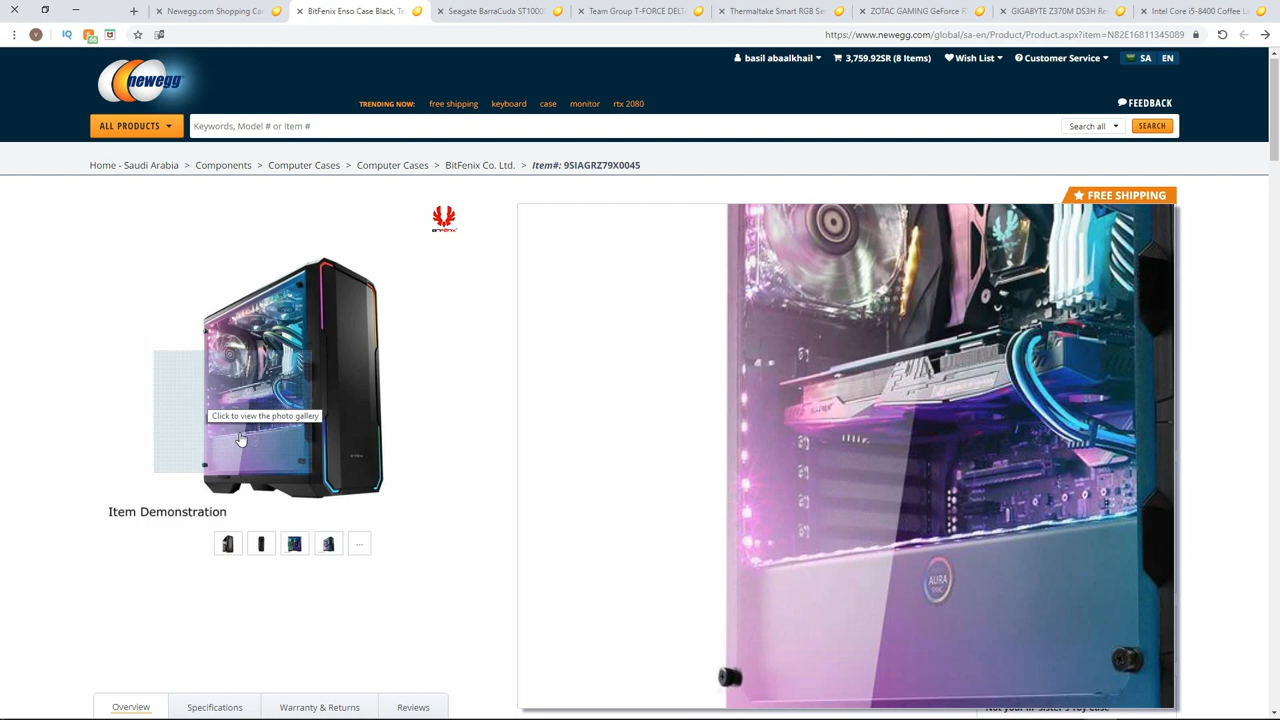 Newegg.com Shopping Car
BitFenix Enso Case Black, Te
Seagate BarraCuda ST1000
Team Group T-FORCE DELT
Thermaltake Smart RGB Se
ZOTAC GAMING GeForce R
GIGABYTE Z370M DS3H Re
Intel Core i5-8400 Coffee L
IQ
https://www.newegg.com/global/sa-en/Product/Product.aspx?item=N82E16811345089
newegg
basil abaalkhail
3,759.92SR (8 Items)
Wish List
Customer Service
SA
EN
TRENDING NOW:
free shipping
keyboard
case
monitor
rtx 2080
FEEDBACK
ALL PRODUCTS
Keywords, Model # or Item #
Search all
SEARCH
Home - Saudi Arabia > Components > Computer Cases > Computer Cases > BitFenix Co. Ltd. > Item#: 9SIAGRZ79X0045
FREE SHIPPING
BITFENIX
Click to view the photo gallery
AURA
SYNC
Item Demonstration
...
Overview
Specifications
Warranty & Returns
Reviews